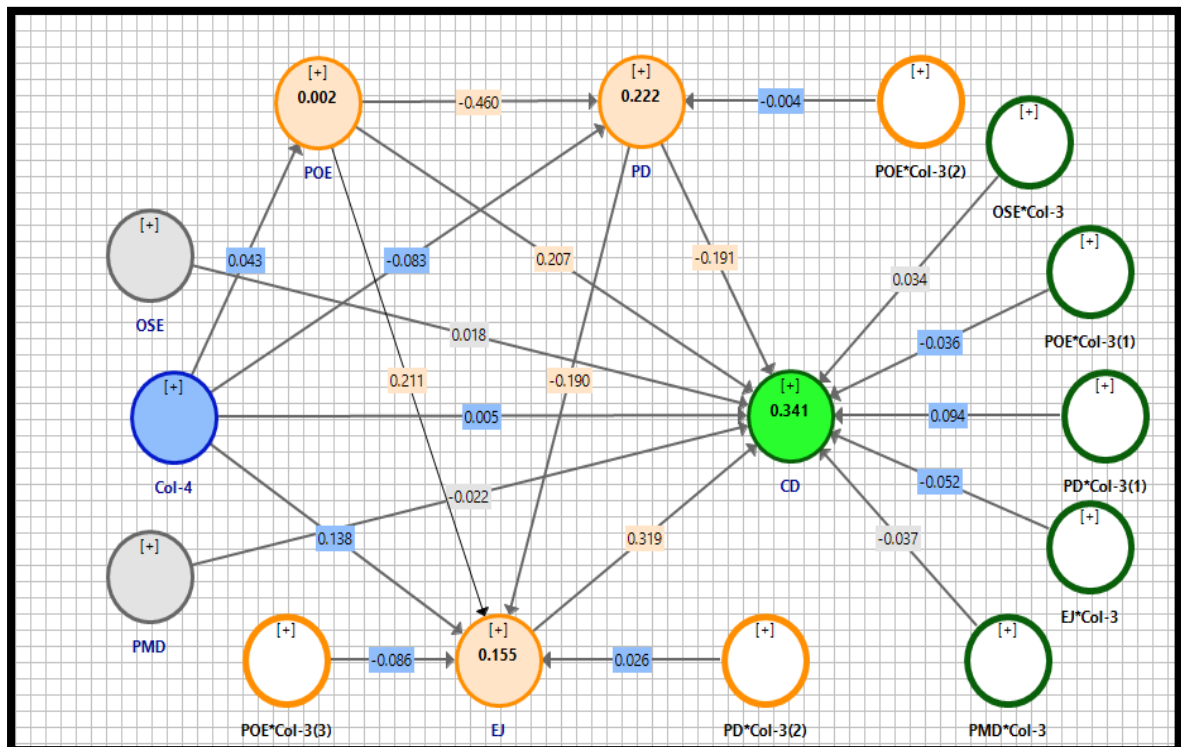 [+]
0.002
POE
-0.460
[+]
0.222
PD
-0.004
[+]
POE*Col-3(2)
[+]
OSE*Col-3
[+]
OSE
0.043
-0.083
0.207
-0.191
0.034
[+]
POE*Col-3(1)
0.018
-0.036
[+]
Col-4
0.211
-0.190
0.005
[+]
0.341
CD
0.094
[+]
PD*Col-3(1)
-0.022
-0.052
[+]
EJ*Col-3
[+]
PMD
0.138
0.319
-0.037
[+]
POE*Col-3(3)
-0.086
[+]
0.155
EJ
0.026
[+]
PD*Col-3(2)
[+]
PMD*Col-3